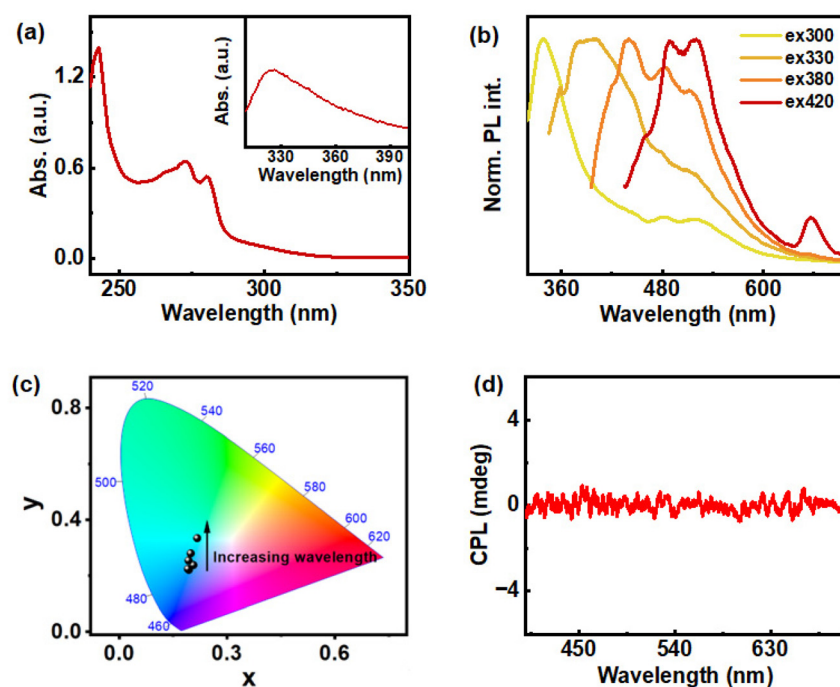 (a)
Abs. (a.u.)
1.2
0.6
0.0
250
300
350
Wavelength (nm)
Abs. (a.u.)
330
360
390
Wavelength (nm)
(b)
Norm. PL int.
ex300
ex330
ex380
ex420
360
480
600
Wavelength (nm)
(c)
y
0.8
0.4
0.0
0.0
0.3
0.6
x
520
540
560
580
600
620
500
480
460
Increasing wavelength
(d)
CPL (mdeg)
4
0
−4
450
540
630
Wavelength (nm)